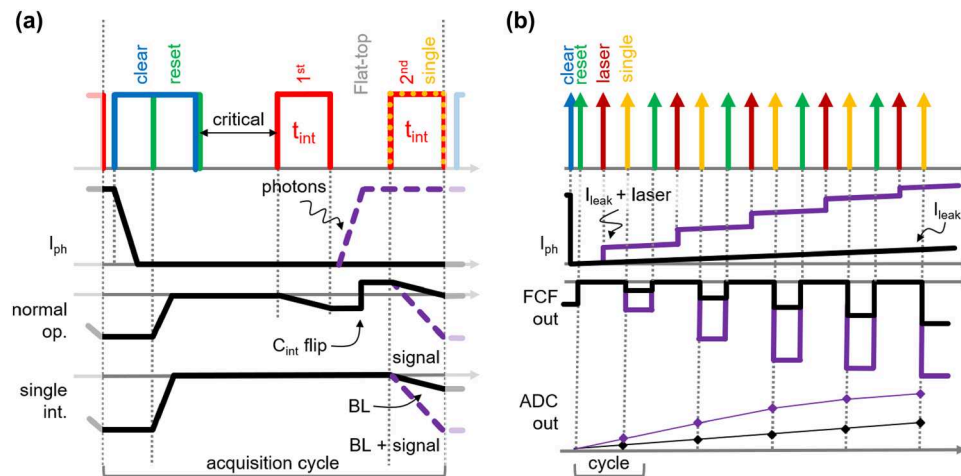 (a)
clear
reset
critical
1st
tint
Flat-top
2nd
single
tint
photons
Iph
normal
op.
Cint flip
signal
single
int.
BL
BL + signal
acquisition cycle
(b)
clear
reset
laser
single
Ileak + laser
Ileak
Iph
FCF
out
ADC
out
cycle